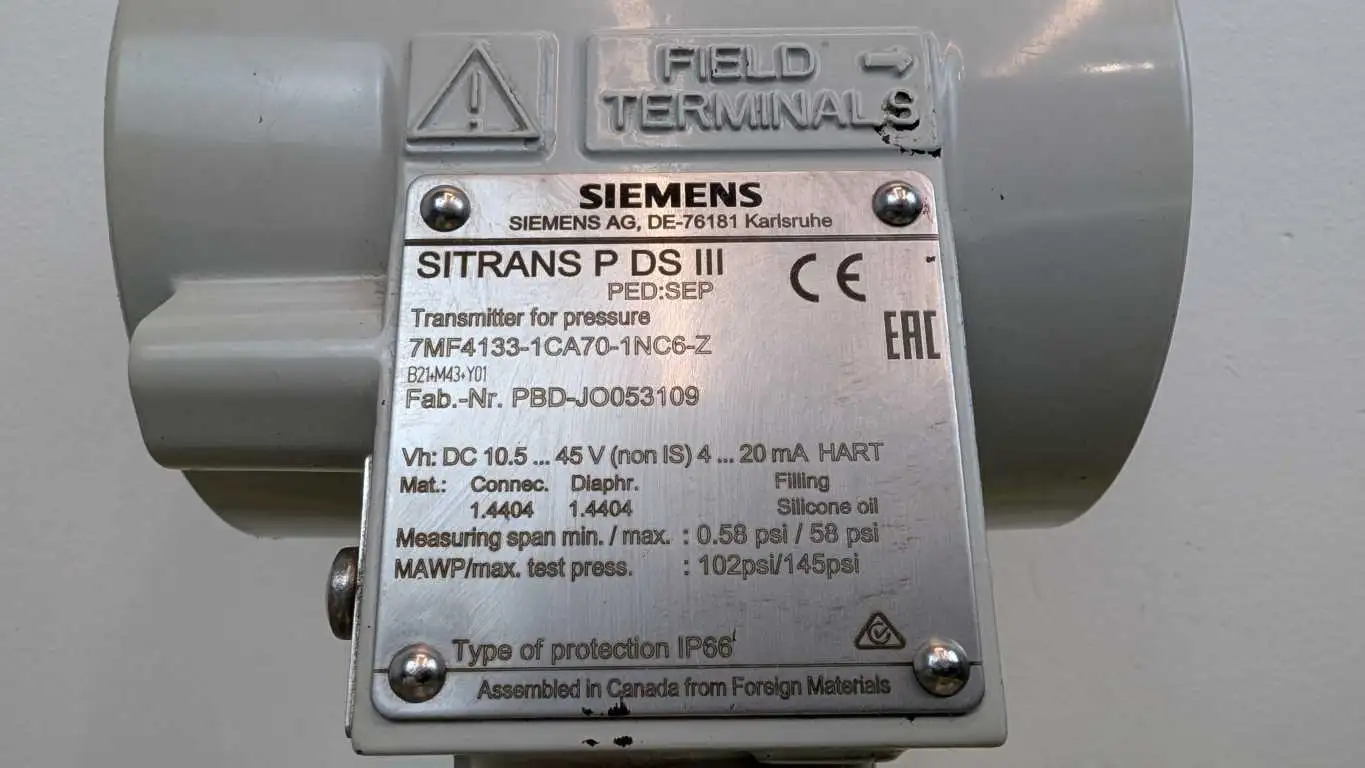 FIELD →
TERMINALS
SIEMENS
SIEMENS AG, DE-76181 Karlsruhe
SITRANS P DS III
CE
PED:SEP
Transmitter for pressure
EAC
7MF4133-1CA70-1NC6-Z
B21+M43+Y01
Fab.-Nr. PBD-JO053109
Vh: DC 10.5 ... 45 V (non IS) 4 ... 20 mA HART
Mat.: Connec. Diaphr. Filling
1.4404 1.4404 Silicone oil
Measuring span min. / max. : 0.58 psi / 58 psi
MAWP/max. test press. : 102psi/145psi
Type of protection IP66
Assembled in Canada from Foreign Materials